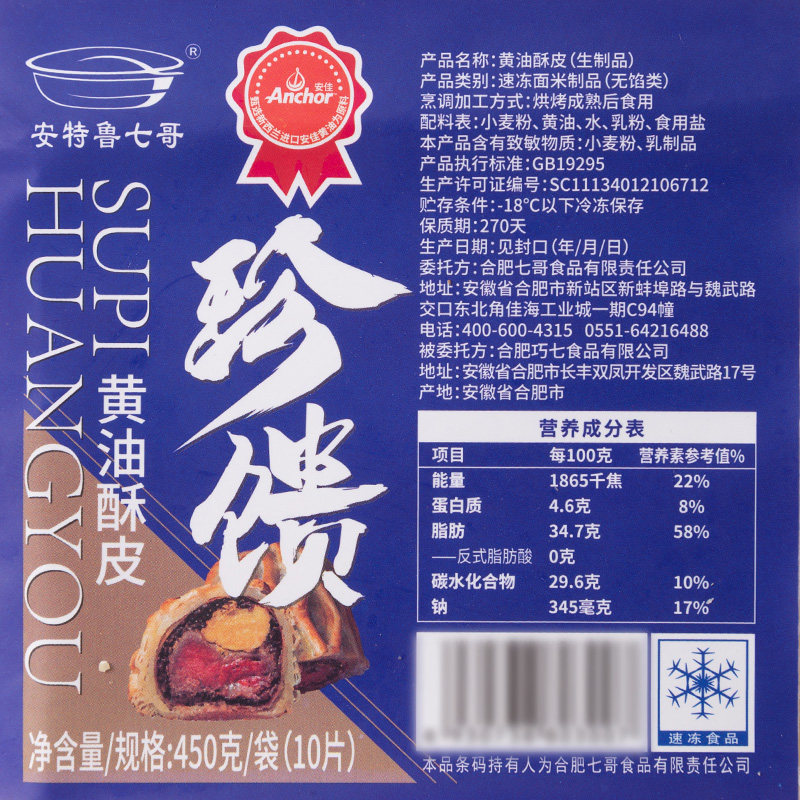 安特鲁七哥
®
安佳
Anchor
甄选新西兰进口安佳黄油为原料
珍馈
SUPI
HUANGYOU
黄油酥皮
净含量/规格:450克/袋(10片)
产品名称:黄油酥皮(生制品)
产品类别:速冻面米制品(无馅类)
烹调加工方式:烘烤成熟后食用
配料表:小麦粉、黄油、水、乳粉、食用盐
本产品含有致敏物质:小麦粉、乳制品
产品执行标准:GB19295
生产许可证编号:SC11134012106712
贮存条件:-18℃以下冷冻保存
保质期:270天
生产日期:见封口(年/月/日)
委托方:合肥七哥食品有限责任公司
地址:安徽省合肥市新站区新蚌埠路与魏武路
交口东北角佳海工业城一期C94幢
电话:400-600-4315 0551-64216488
被委托方:合肥巧七食品有限公司
地址:安徽省合肥市长丰双凤开发区魏武路17号
产地:安徽省合肥市
营养成分表
项目 每100克 营养素参考值%
能量 1865千焦 22%
蛋白质 4.6克 8%
脂肪 34.7克 58%
——反式脂肪酸 0克
碳水化合物 29.6克 10%
钠 345毫克 17%
速冻食品
本品条码持有人为合肥七哥食品有限责任公司